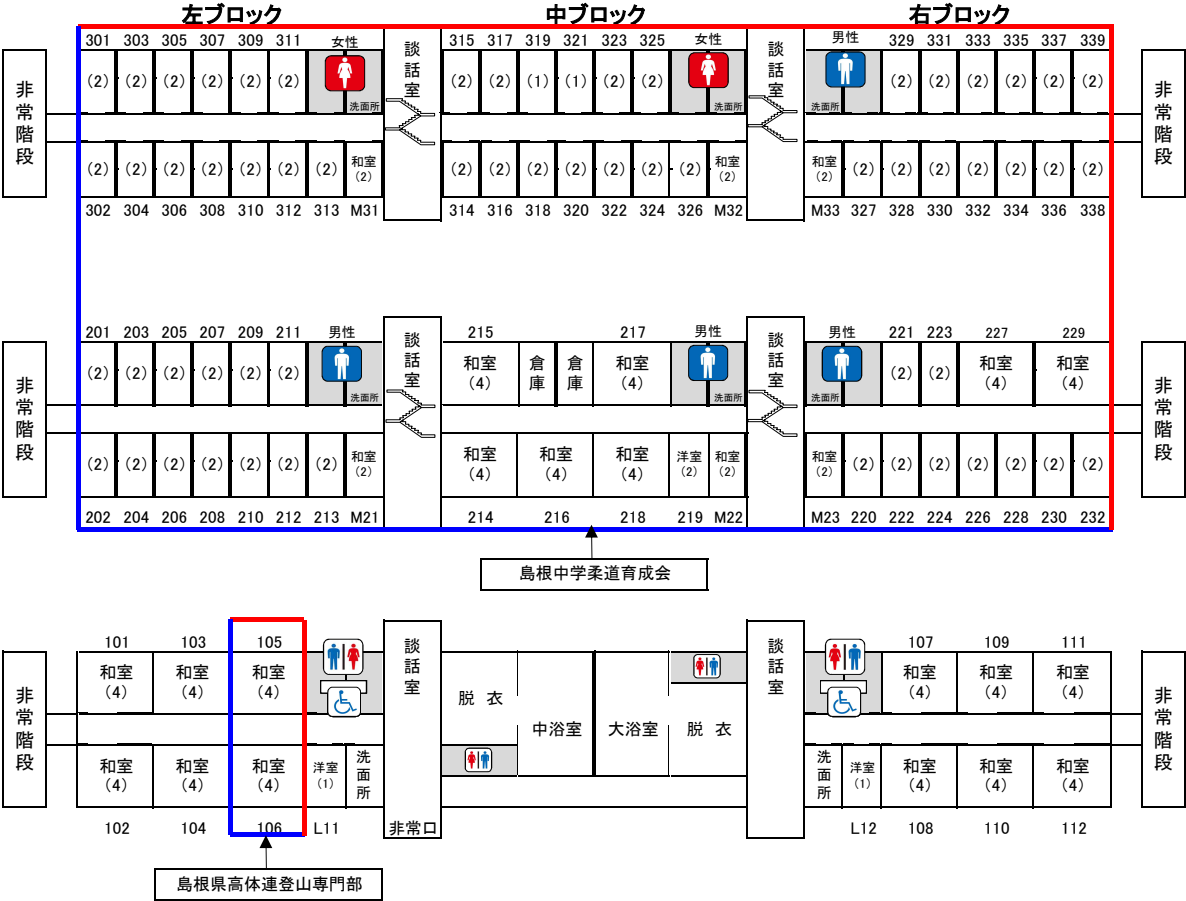 左ブロック 中ブロック 右ブロック
301 303 305 307 309 311 女性 談話室 315 317 319 321 323 325 女性 談話室 男性 329 331 333 335 337 339
非常階段 (2) (2) (2) (2) (2) (2) 洗面所 (2) (2) (1) (1) (2) (2) 洗面所 洗面所 (2) (2) (2) (2) (2) (2) 非常階段
(2) (2) (2) (2) (2) (2) (2) 和室(2) (2) (2) (2) (2) (2) (2) (2) 和室(2) 和室(2) (2) (2) (2) (2) (2) (2) (2)
302 304 306 308 310 312 313 M31 314 316 318 320 322 324 326 M32 M33 327 328 330 332 334 336 338
201 203 205 207 209 211 男性 談話室 215 217 男性 談話室 男性 221 223 227 229
非常階段 (2) (2) (2) (2) (2) (2) 洗面所 和室(4) 倉庫 倉庫 和室(4) 洗面所 洗面所 (2) (2) 和室(4) 和室(4) 非常階段
(2) (2) (2) (2) (2) (2) (2) 和室(2) 和室(4) 和室(4) 和室(4) 洋室(2) 和室(2) 和室(2) (2) (2) (2) (2) (2) (2) (2)
202 204 206 208 210 212 213 M21 214 216 218 219 M22 M23 220 222 224 226 228 230 232
島根中学柔道育成会
101 103 105 談話室 談話室 107 109 111
非常階段 和室(4) 和室(4) 和室(4) 脱 衣 中浴室 大浴室 脱 衣 和室(4) 和室(4) 和室(4) 非常階段
和室(4) 和室(4) 和室(4) 洋室(1) 洗面所 洗面所 洋室(1) 和室(4) 和室(4) 和室(4)
102 104 106 L11 非常口 L12 108 110 112
島根県高体連登山専門部